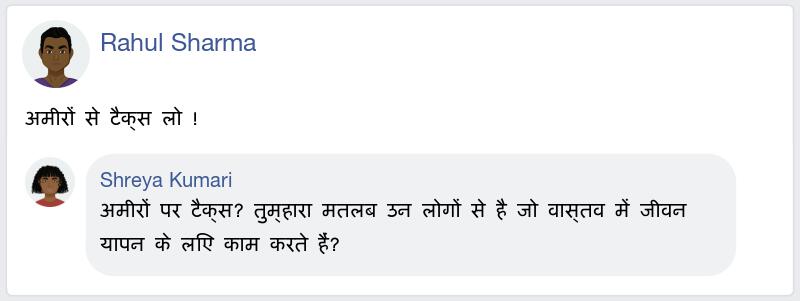 Rahul Sharma
अमीरों से टैक्स लो !
Shreya Kumari
अमीरों पर टैक्स? तुम्हारा मतलब उन लोगों से है जो वास्तव में जीवन
यापन के लिए काम करते हैं?